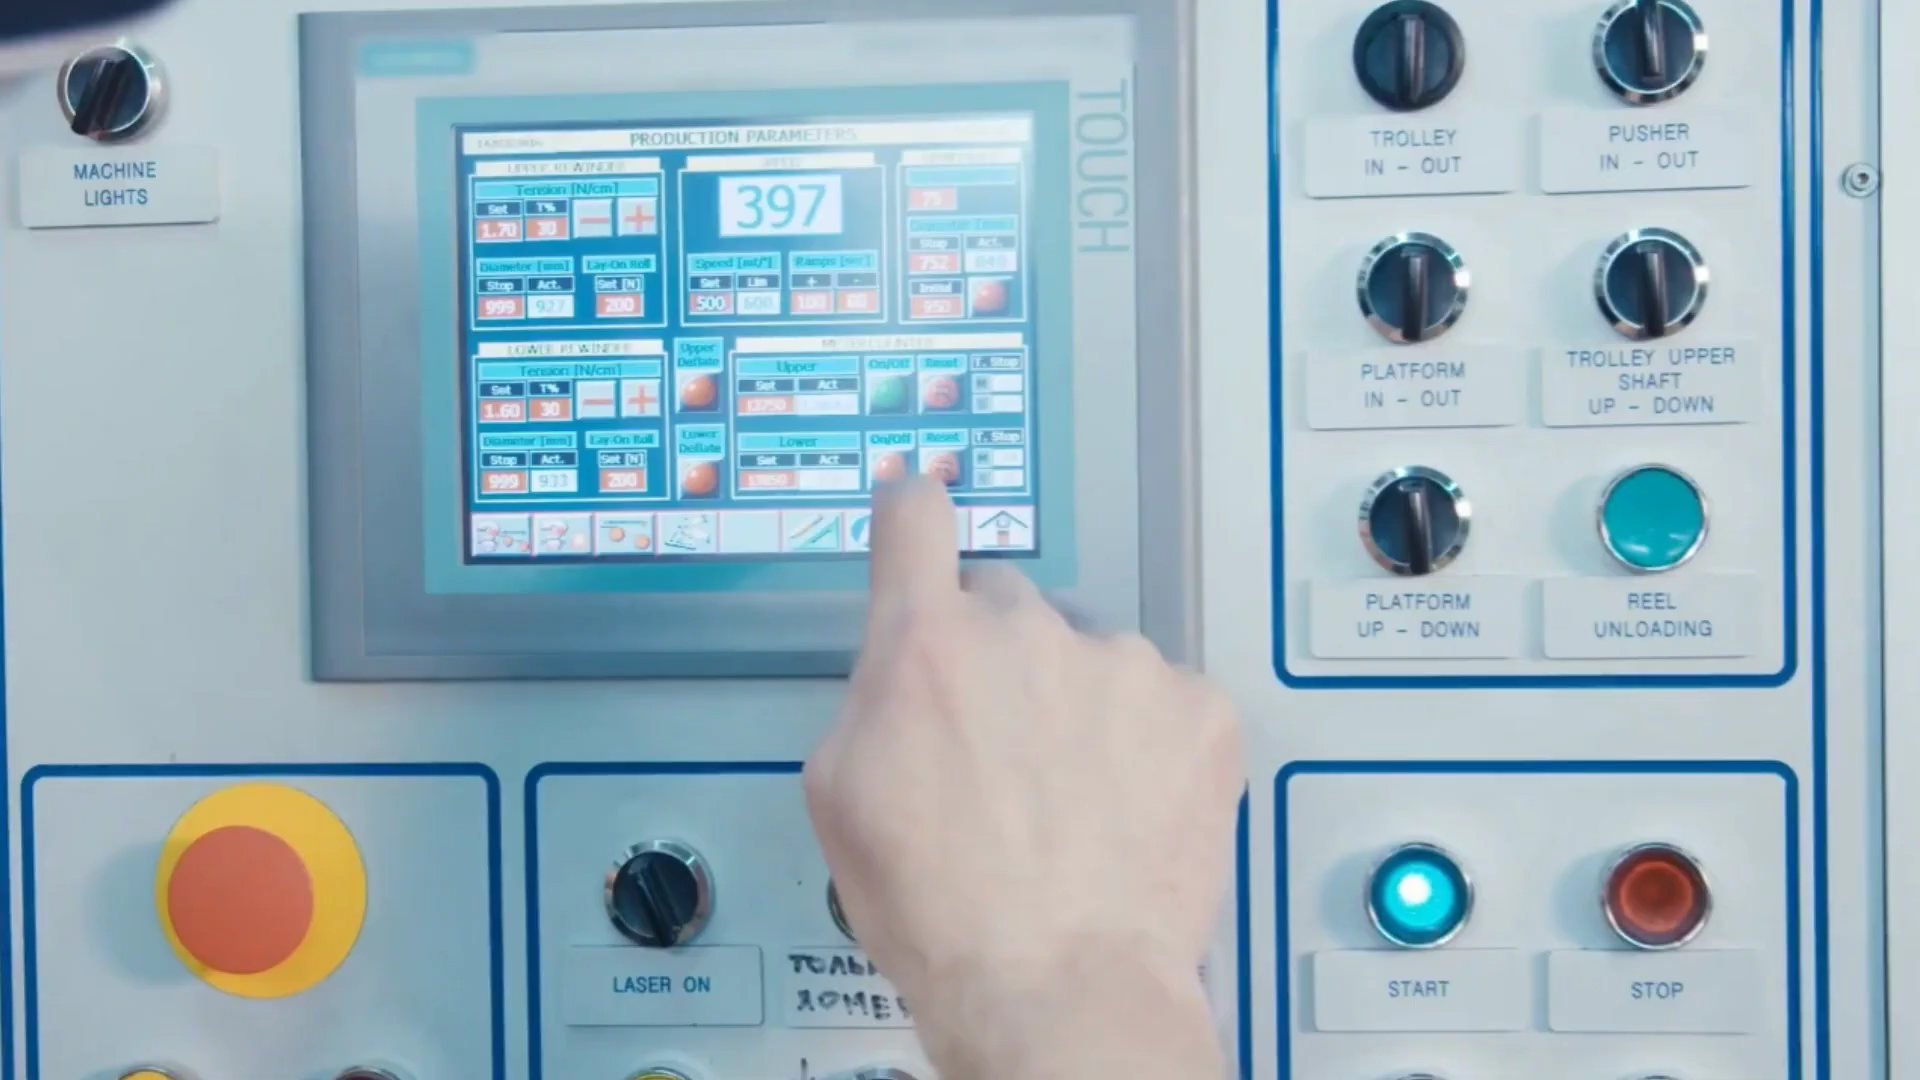 MACHINE
LIGHTS
TOUCH
PRODUCTION PARAMETERS
UPPER REWINDER
Tension [N/cm]
Set T%
1.70 30
Diameter [mm] Lay-On Roll
Stop Act. Set [N]
999 927 200
397
Speed [mt/'] Ramps [sec]
Set Lim + -
500 600 100 60
75
Stop Act.
752
Initial
950
LOWER REWINDER
Tension [N/cm]
Set T%
1.60 30
Diameter [mm] Lay-On Roll
Stop Act. Set [N]
999 933 200
Upper
Deflate
Lower
Deflate
METERCOUNTER
Upper On/Off Reset T. Stop
Set Act
13750
Lower On/Off Reset T. Stop
Set Act
TROLLEY
IN - OUT
PUSHER
IN - OUT
PLATFORM
IN - OUT
TROLLEY UPPER
SHAFT
UP - DOWN
PLATFORM
UP - DOWN
REEL
UNLOADING
LASER ON
START
STOP